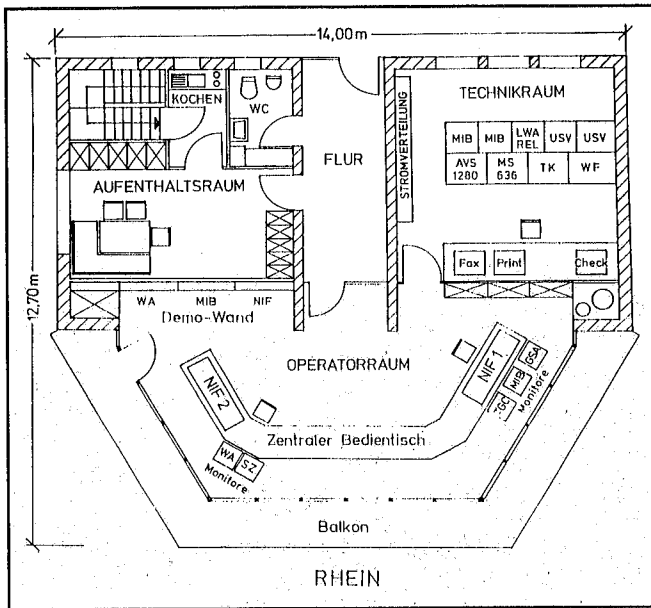 14,00m
KOCHEN
WC
FLUR
TECHNIKRAUM
STROMVERTEILUNG
MIB
MIB
LWA
REL
USV
USV
AVS
1280
MS
636
TK
WF
AUFENTHALTSRAUM
Fax
Print
Check
12,70m
WA
MIB
NIF
Demo-Wand
OPERATORRAUM
NIF 1
GSA
MIB
Monitore
NIF 2
Zentraler Bedientisch
WA
SZ
Monitore
Balkon
RHEIN